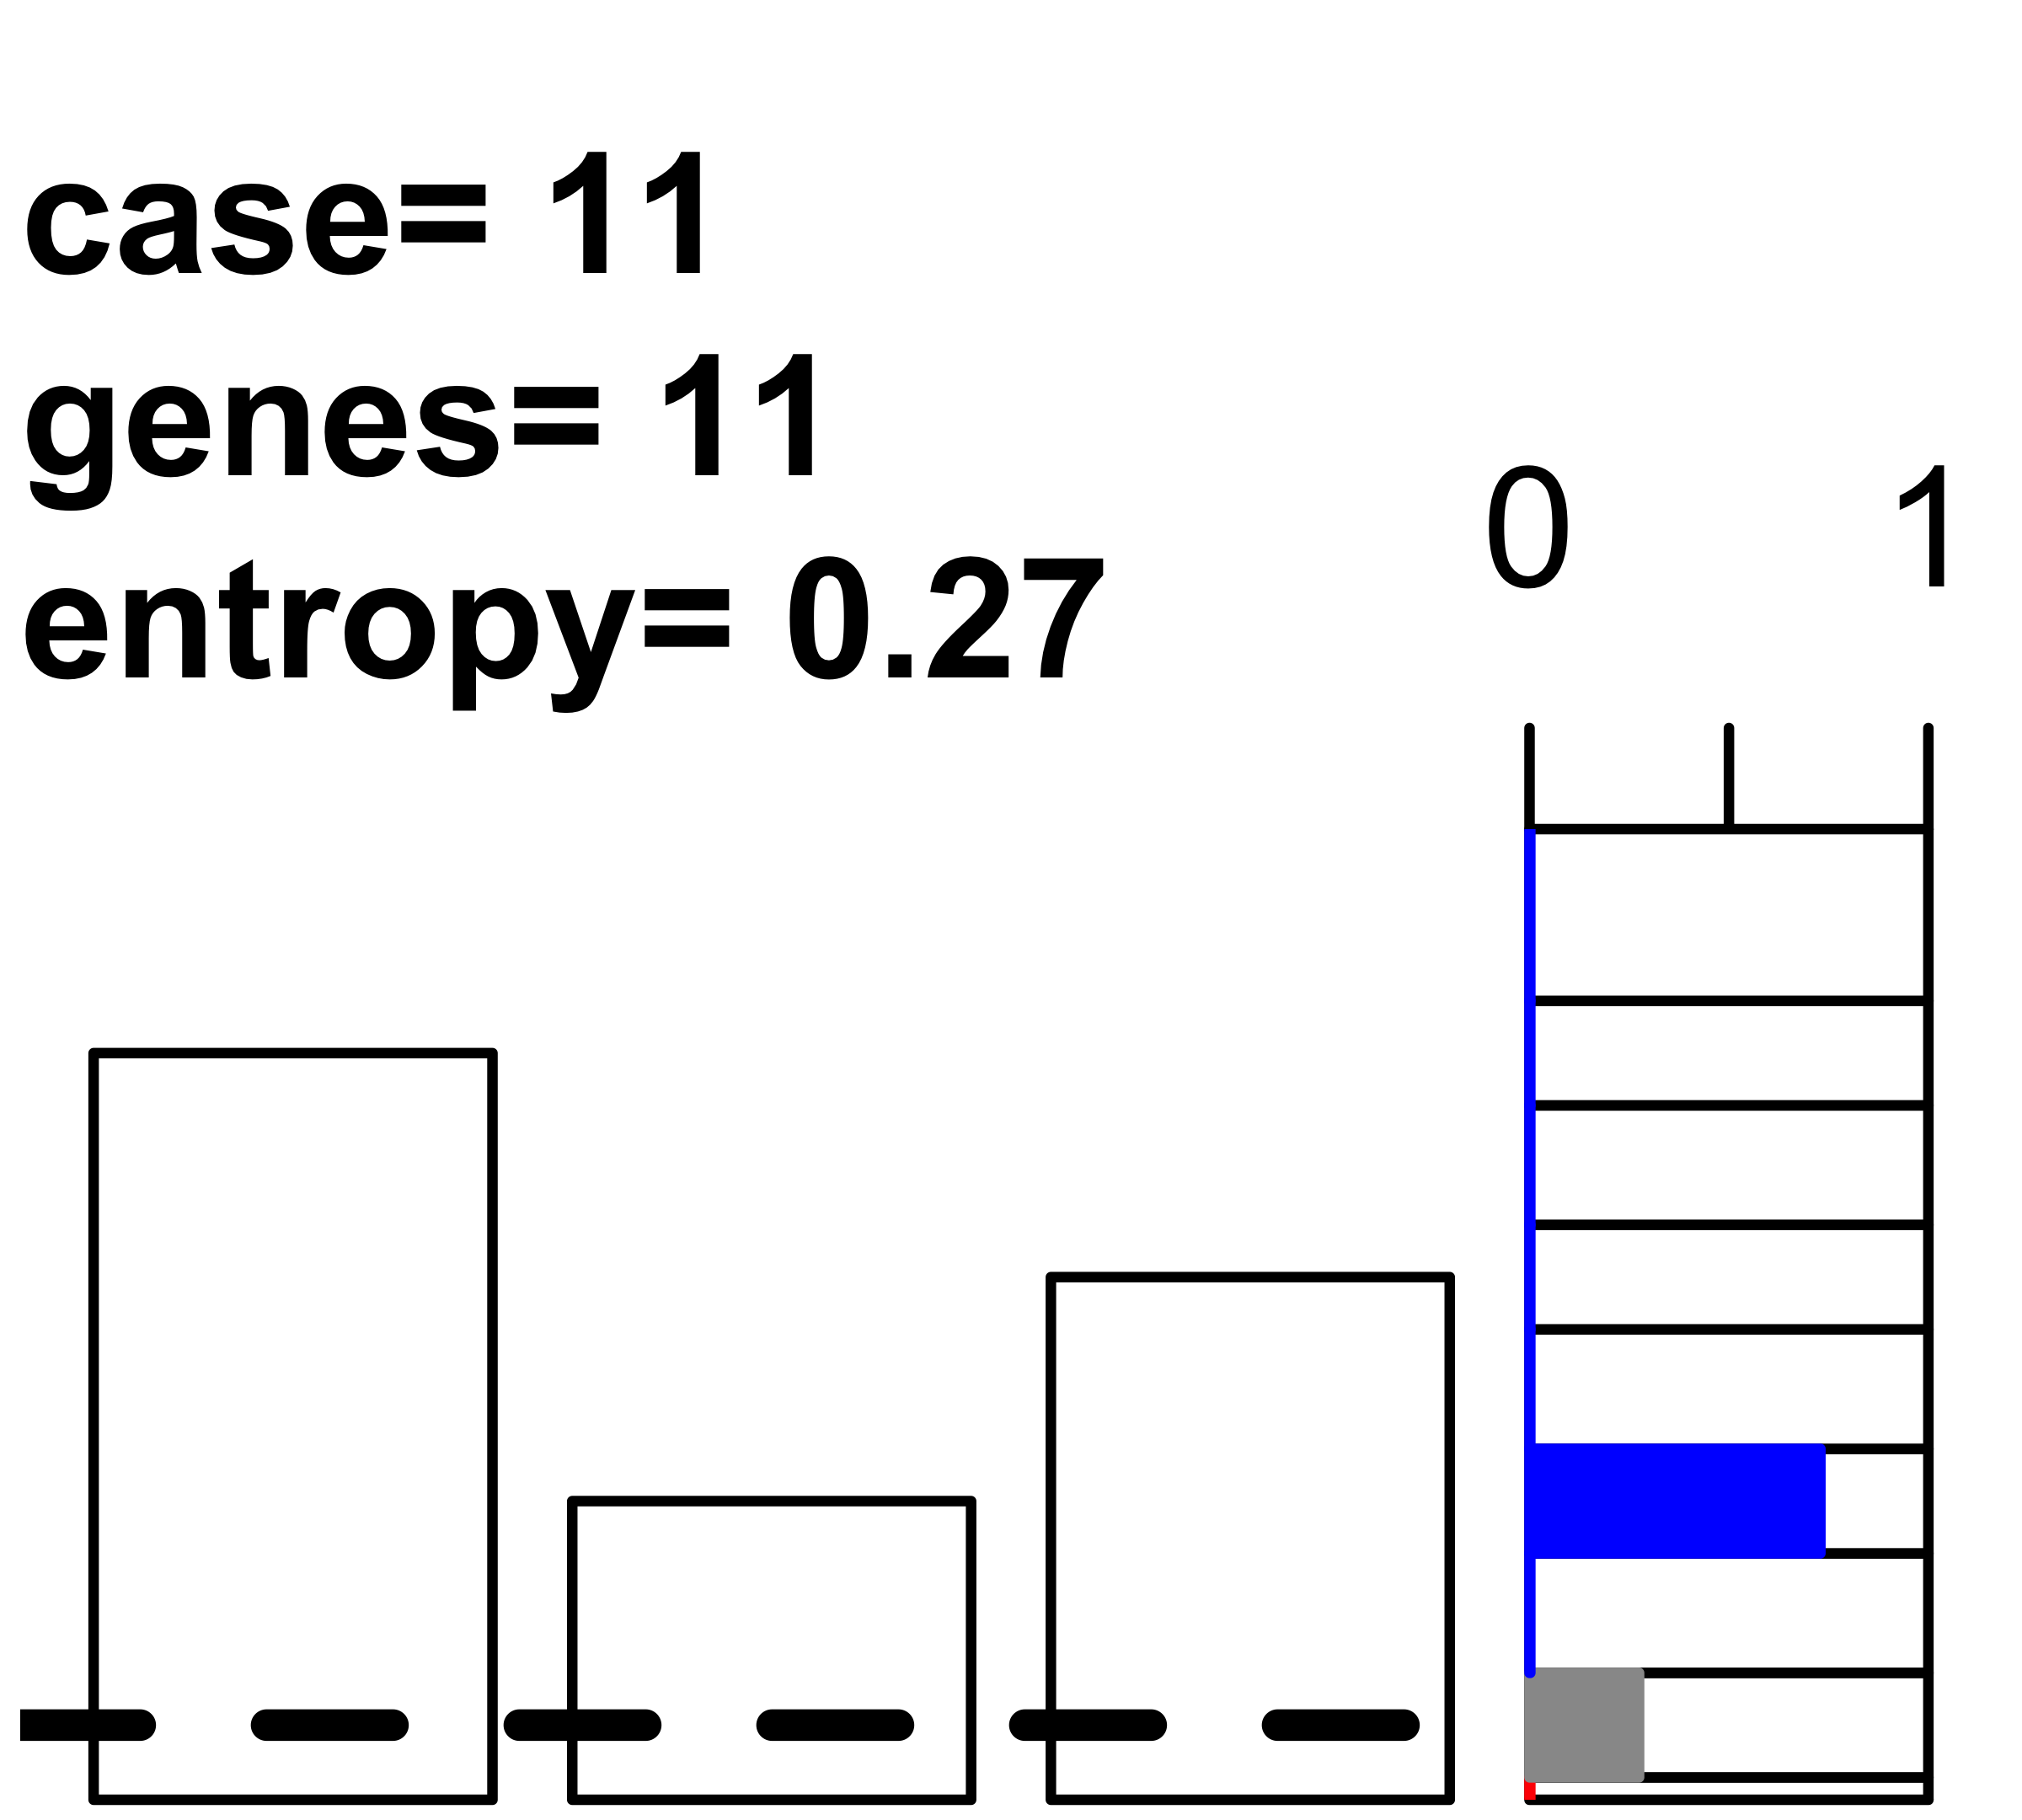 case= 11
genes= 11
entropy= 0.27
0 1